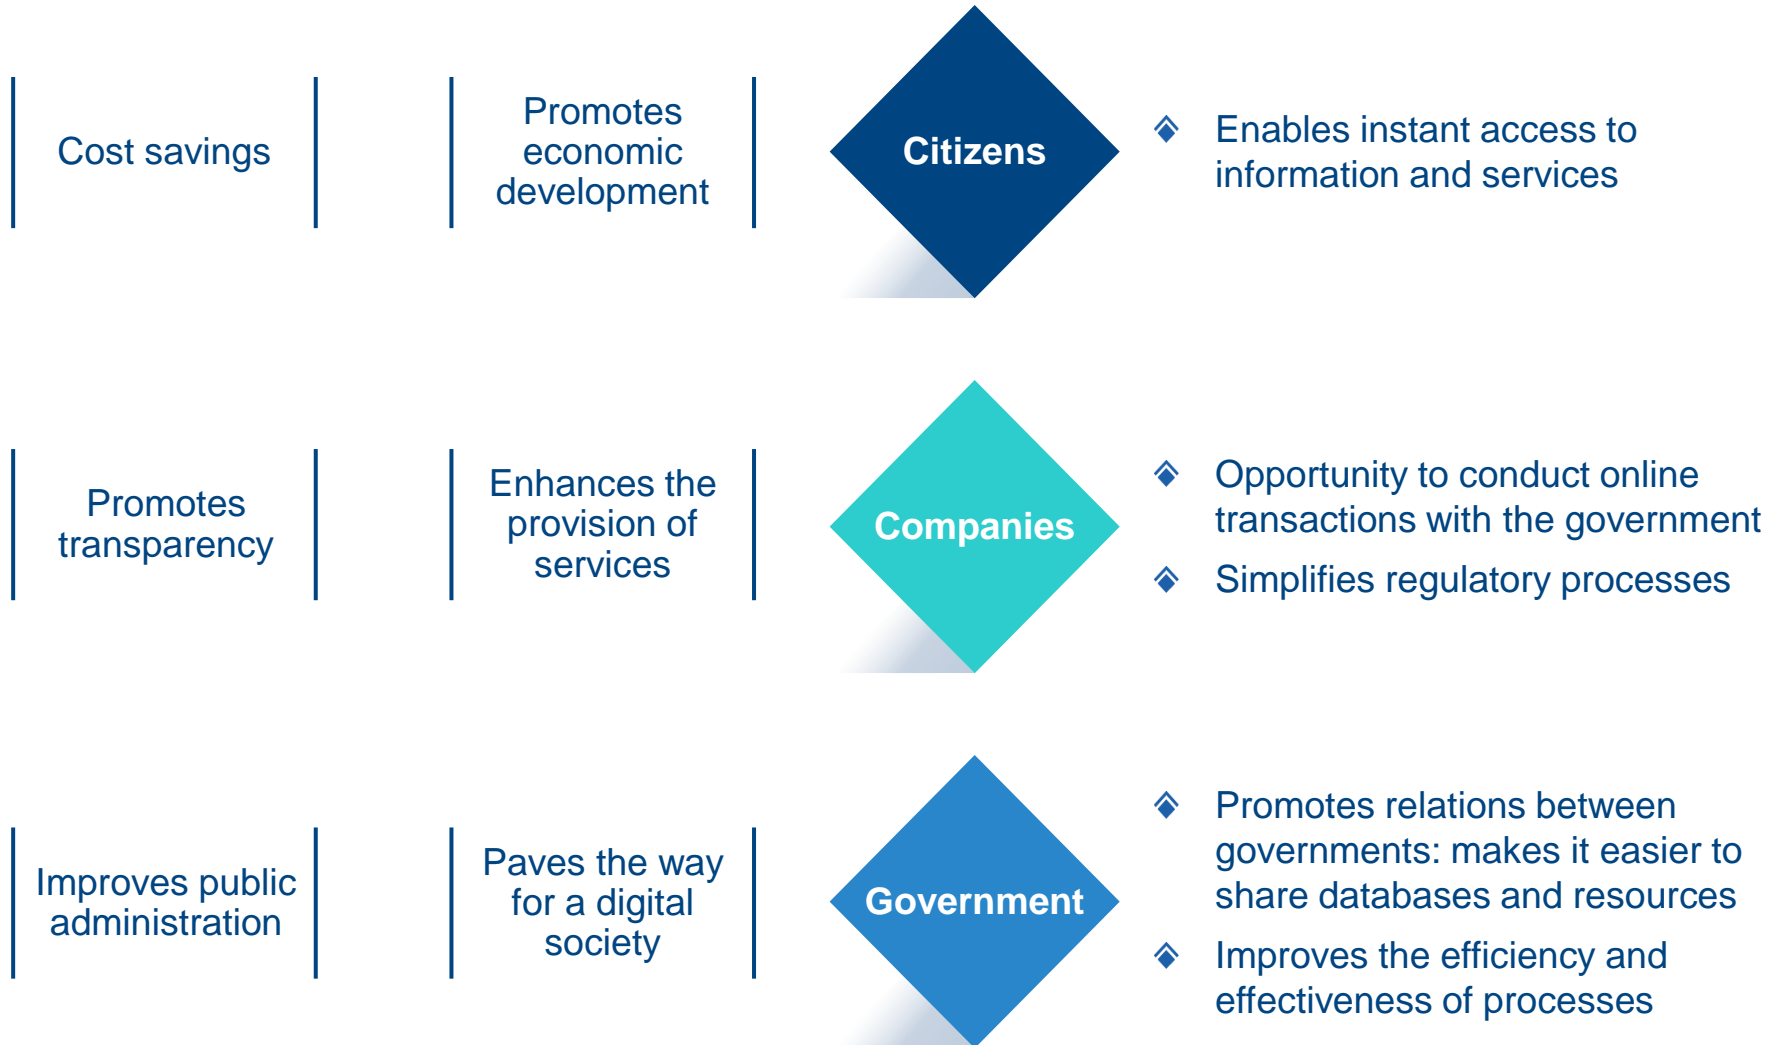 Cost savings
Promotes
economic
development
Citizens
Enables instant access to
information and services
Promotes
transparency
Enhances the
provision of
services
Companies
Opportunity to conduct online
transactions with the government
Simplifies regulatory processes
Improves public
administration
Paves the way
for a digital
society
Government
Promotes relations between
governments: makes it easier to
share databases and resources
Improves the efficiency and
effectiveness of processes